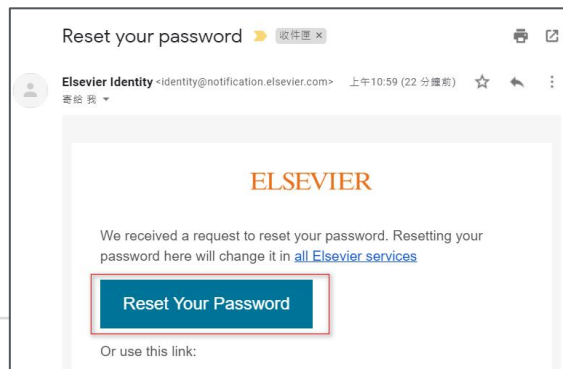 Reset your password 收件匣 ×
Elsevier Identity <identity@notification.elsevier.com> 上午10:59 (22 分鐘前)
寄給 我
ELSEVIER
We received a request to reset your password. Resetting your
password here will change it in all Elsevier services
Reset Your Password
Or use this link: